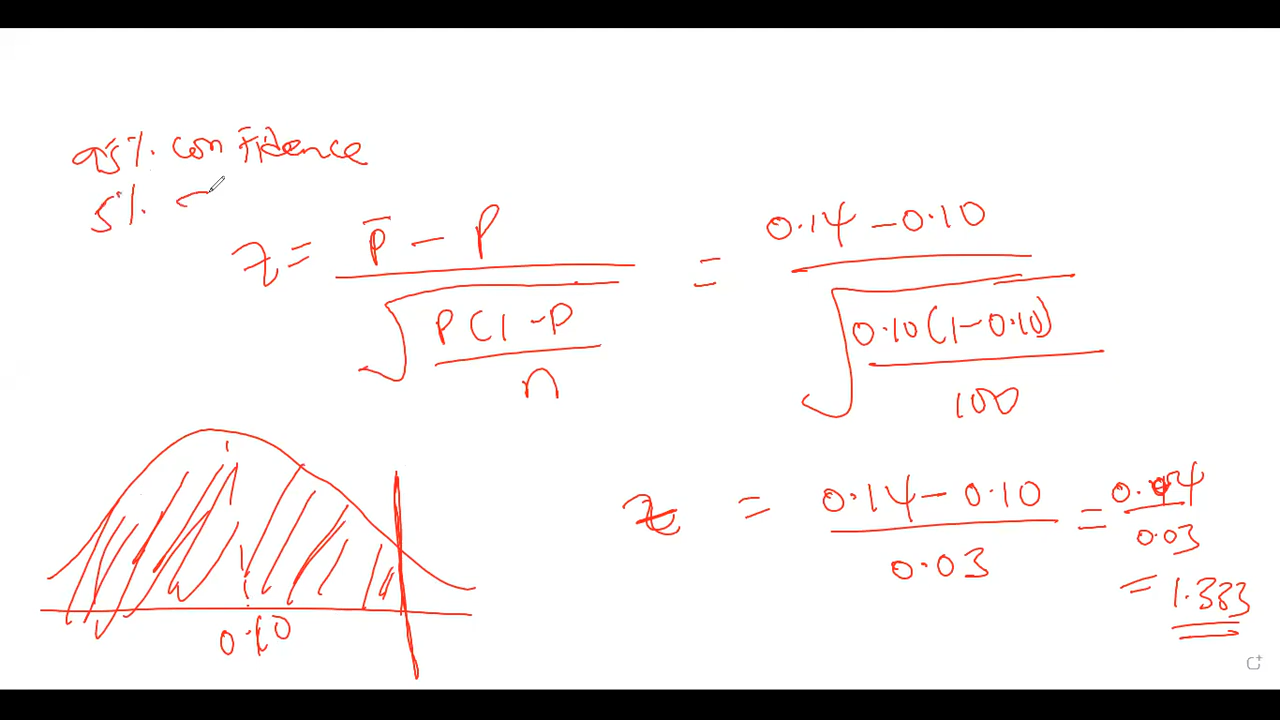 95% confidence
5%
z = p̄ - P / √(P(1-P / n) = 0.14 - 0.10 / √(0.10(1-0.10) / 100)
z = 0.14 - 0.10 / 0.03 = 0.04 / 0.03
= 1.333
0.10